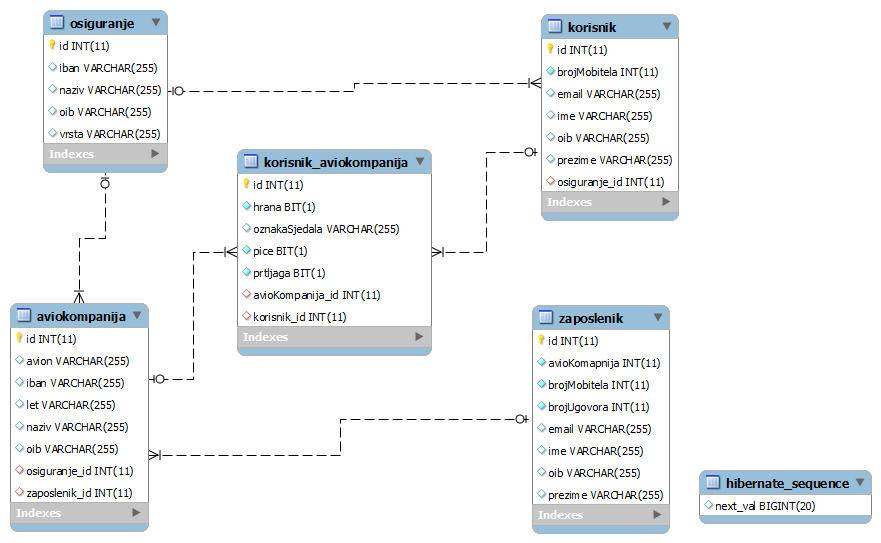 osiguranje
id INT(11)
iban VARCHAR(255)
naziv VARCHAR(255)
oib VARCHAR(255)
vrsta VARCHAR(255)
Indexes
korisnik
id INT(11)
brojMobitela INT(11)
email VARCHAR(255)
ime VARCHAR(255)
oib VARCHAR(255)
prezime VARCHAR(255)
osiguranje_id INT(11)
Indexes
korisnik_aviokompanija
id INT(11)
hrana BIT(1)
oznakaSjedala VARCHAR(255)
pice BIT(1)
prtljaga BIT(1)
avioKompanija_id INT(11)
korisnik_id INT(11)
Indexes
aviokompanija
id INT(11)
avion VARCHAR(255)
iban VARCHAR(255)
let VARCHAR(255)
naziv VARCHAR(255)
oib VARCHAR(255)
osiguranje_id INT(11)
zaposlenik_id INT(11)
Indexes
zaposlenik
id INT(11)
avioKomapnija INT(11)
brojMobitela INT(11)
brojUgovora INT(11)
email VARCHAR(255)
ime VARCHAR(255)
oib VARCHAR(255)
prezime VARCHAR(255)
Indexes
hibernate_sequence
next_val BIGINT(20)